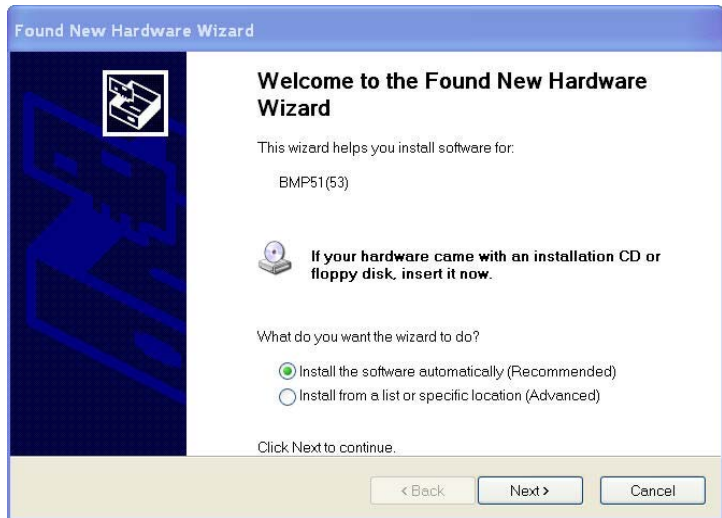 Found New Hardware Wizard
Welcome to the Found New Hardware
Wizard
This wizard helps you install software for:
BMP51(53)
If your hardware came with an installation CD or
floppy disk, insert it now.
What do you want the wizard to do?
Install the software automatically (Recommended)
Install from a list or specific location (Advanced)
Click Next to continue.
< Back Next > Cancel